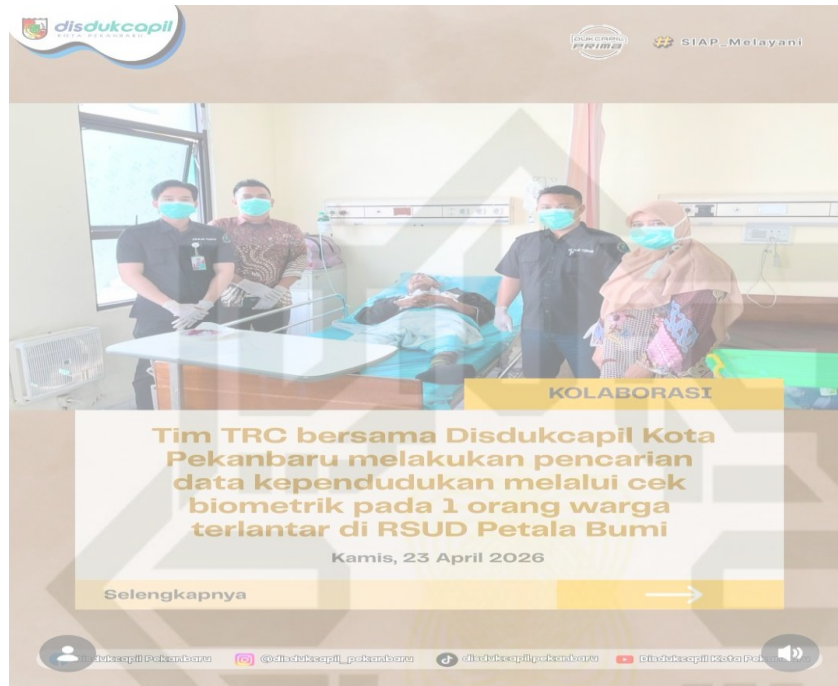 disdukcapil
KOTA PEKANBARU
DUKCAPIL
PRIMA
# SIAP_Melayani
KOLABORASI
Tim TRC bersama Disdukcapil Kota
Pekanbaru melakukan pencarian
data kependudukan melalui cek
biometrik pada 1 orang warga
terlantar di RSUD Petala Bumi
Kamis, 23 April 2026
Selengkapnya
Disdukcapil Pekanbaru @disdukcapil_pekanbaru disdukcapilpekanbaru Disdukcapil Kota